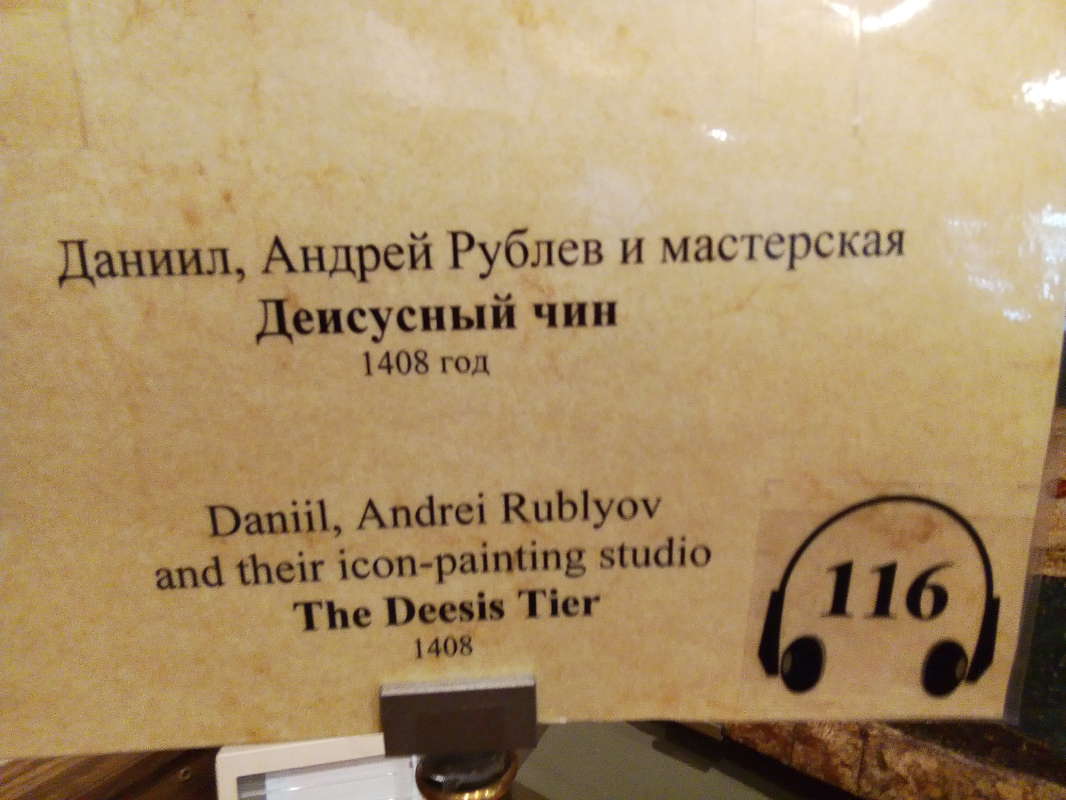 Даниил, Андрей Рублев и мастерская
Деисусный чин
1408 год
Daniil, Andrei Rublyov
and their icon-painting studio
The Deesis Tier
1408
116